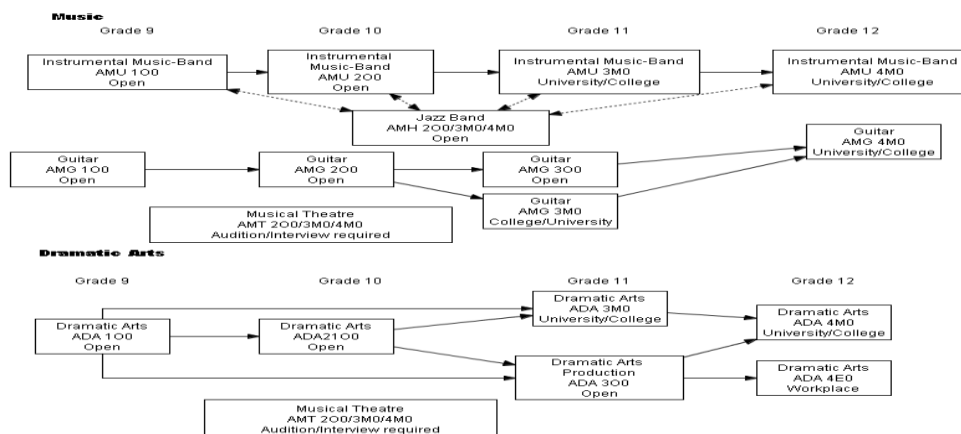 Music
Grade 9
Grade 10
Grade 11
Grade 12
Instrumental Music-Band
AMU 1O0
Open
Instrumental
Music-Band
AMU 2O0
Open
Instrumental Music-Band
AMU 3M0
University/College
Instrumental Music-Band
AMU 4M0
University/College
Jazz Band
AMH 2O0/3M0/4M0
Open
Guitar
AMG 1O0
Open
Guitar
AMG 2O0
Open
Guitar
AMG 3O0
Open
Guitar
AMG 4M0
University/College
Guitar
AMG 3M0
College/University
Musical Theatre
AMT 2O0/3M0/4M0
Audition/Interview required
Dramatic Arts
Grade 9
Grade 10
Grade 11
Grade 12
Dramatic Arts
ADA 1O0
Open
Dramatic Arts
ADA21O0
Open
Dramatic Arts
ADA 3M0
University/College
Dramatic Arts
ADA 4M0
University/College
Dramatic Arts
Production
ADA 3O0
Open
Dramatic Arts
ADA 4E0
Workplace
Musical Theatre
AMT 2O0/3M0/4M0
Audition/Interview required